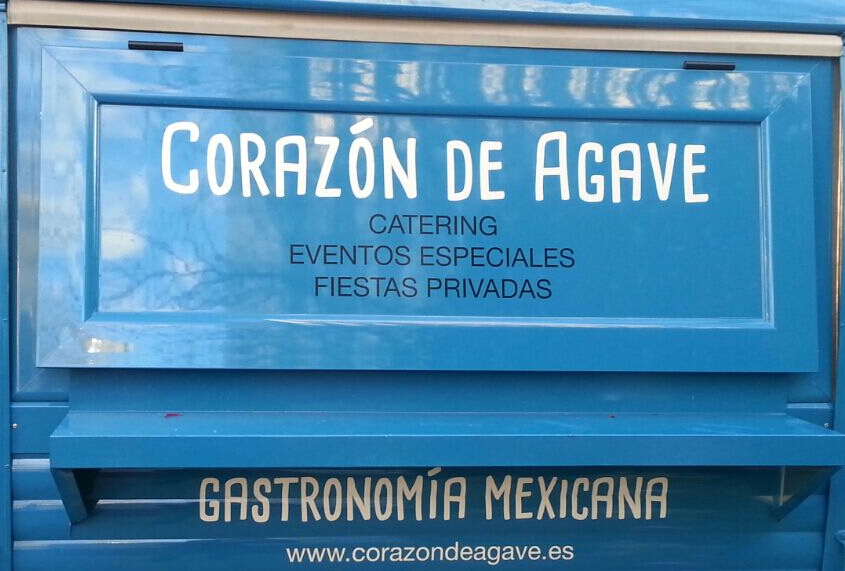 CORAZÓN DE AGAVE
CATERING
EVENTOS ESPECIALES
FIESTAS PRIVADAS
GASTRONOMÍA MEXICANA
www.corazondeagave.es